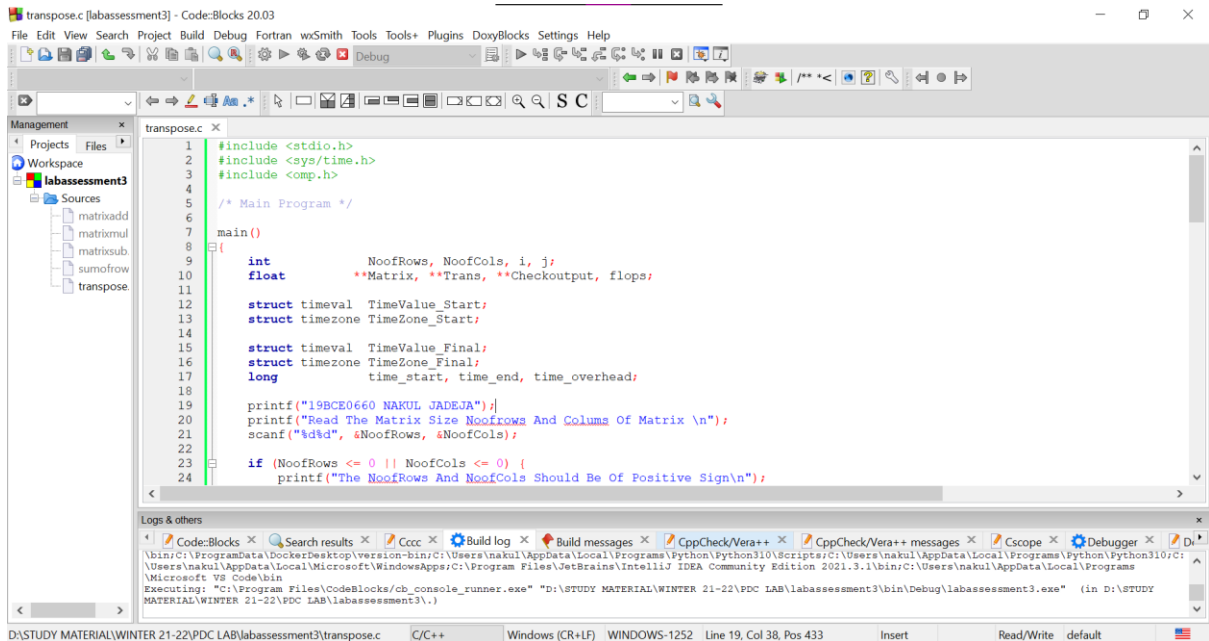 transpose.c [labassessment3] - Code::Blocks 20.03
File Edit View Search Project Build Debug Fortran wxSmith Tools Tools+ Plugins DoxyBlocks Settings Help
Debug
/** *<
S C
Management
transpose.c
Projects Files
Workspace
labassessment3
Sources
matrixadd
matrixmul
matrixsub.
sumofrow
transpose.
1 #include <stdio.h>
2 #include <sys/time.h>
3 #include <omp.h>
4
5 /* Main Program */
6
7 main()
8 {
9 int NoofRows, NoofCols, i, j;
10 float **Matrix, **Trans, **Checkoutput, flops;
11
12 struct timeval TimeValue_Start;
13 struct timezone TimeZone_Start;
14
15 struct timeval TimeValue_Final;
16 struct timezone TimeZone_Final;
17 long time_start, time_end, time_overhead;
18
19 printf("19BCE0660 NAKUL JADEJA");
20 printf("Read The Matrix Size Noofrows And Colums Of Matrix \n");
21 scanf("%d%d", &NoofRows, &NoofCols);
22
23 if (NoofRows <= 0 || NoofCols <= 0) {
24 printf("The NoofRows And NoofCols Should Be Of Positive Sign\n");
Logs & others
Code::Blocks Search results Cccc Build log Build messages CppCheck/Vera++ CppCheck/Vera++ messages Cscope Debugger
\bin;C:\ProgramData\DockerDesktop\version-bin;C:\Users\nakul\AppData\Local\Programs\Python\Python310\Scripts;C:\Users\nakul\AppData\Local\Programs\Python\Python310;C:
\Users\nakul\AppData\Local\Microsoft\WindowsApps;C:\Program Files\JetBrains\IntelliJ IDEA Community Edition 2021.3.1\bin;C:\Users\nakul\AppData\Local\Programs
\Microsoft VS Code\bin
Executing: "C:\Program Files\CodeBlocks/cb_console_runner.exe" "D:\STUDY MATERIAL\WINTER 21-22\PDC LAB\labassessment3\bin\Debug\labassessment3.exe" (in D:\STUDY
MATERIAL\WINTER 21-22\PDC LAB\labassessment3\.)
D:\STUDY MATERIAL\WINTER 21-22\PDC LAB\labassessment3\transpose.c C/C++ Windows (CR+LF) WINDOWS-1252 Line 19, Col 38, Pos 433 Insert Read/Write default